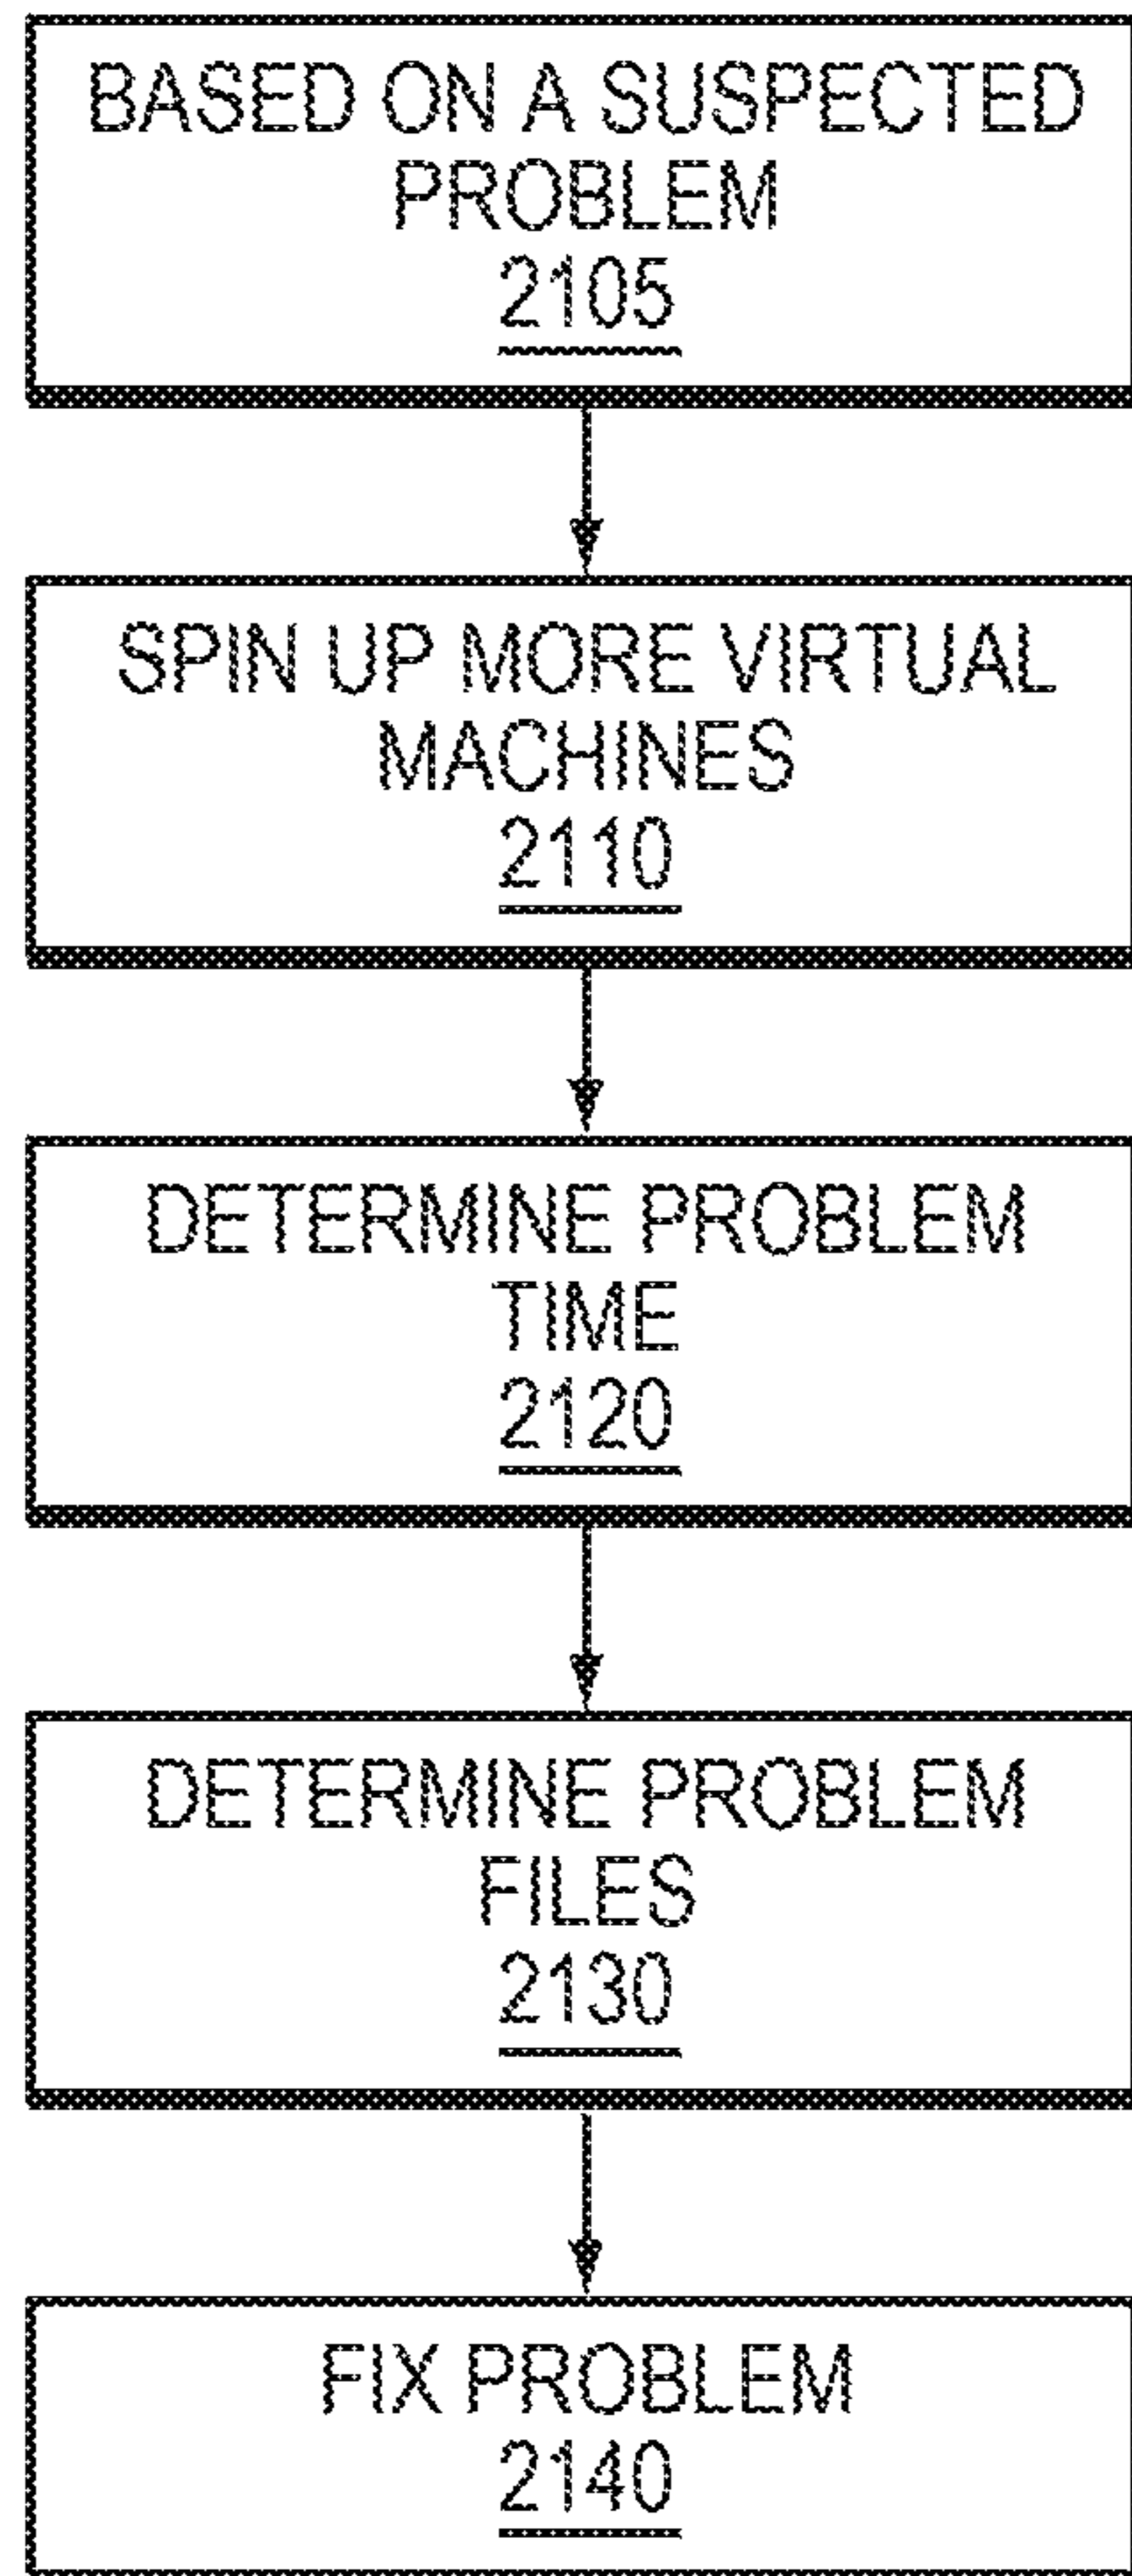 BASED ON A SUSPECTED
PROBLEM
2105
SPIN UP MORE VIRTUAL
MACHINES
2110
DETERMINE PROBLEM
TIME
2120
DETERMINE PROBLEM
FILES
2130
FIX PROBLEM
2140